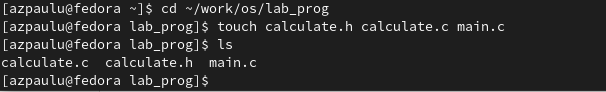 [azpaulu@fedora ~]$ cd ~/work/os/lab_prog
[azpaulu@fedora lab_prog]$ touch calculate.h calculate.c main.c
[azpaulu@fedora lab_prog]$ ls
calculate.c  calculate.h  main.c
[azpaulu@fedora lab_prog]$